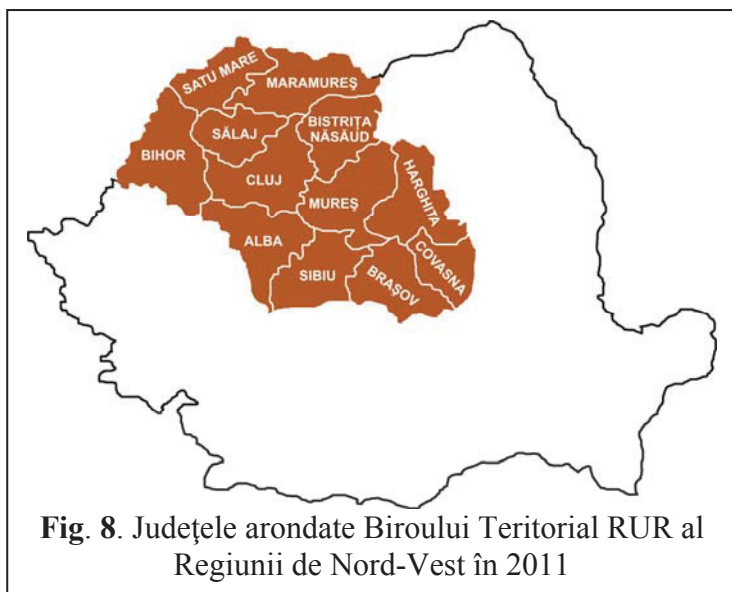 SATU MARE
MARAMUREŞ
SĂLAJ
BISTRIŢA
NĂSĂUD
BIHOR
CLUJ
MUREŞ
HARGHITA
ALBA
COVASNA
SIBIU
BRAŞOV
Fig. 8. Judeţele arondate Biroului Teritorial RUR al
Regiunii de Nord-Vest în 2011